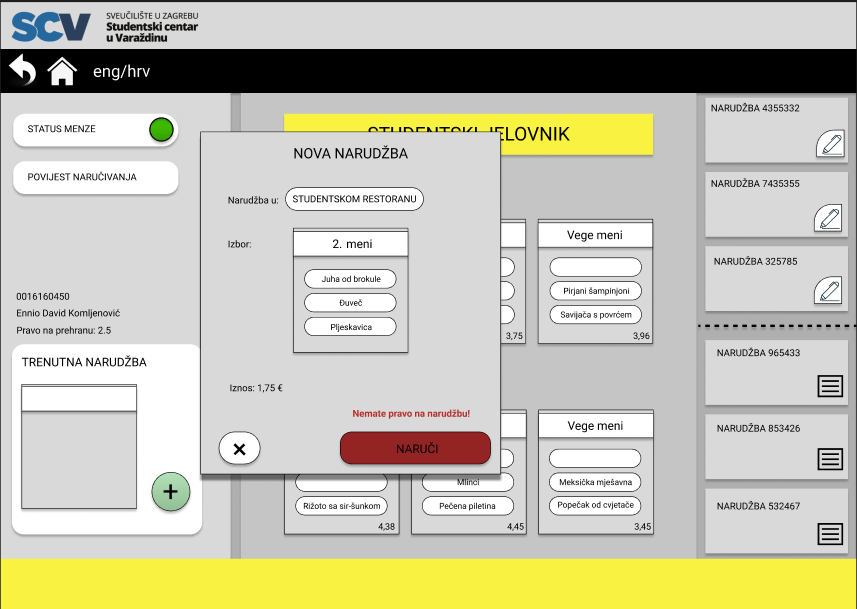 SCV
SVEUČILIŠTE U ZAGREBU
Studentski centar
u Varaždinu
eng/hrv
STATUS MENZE
POVIJEST NARUČIVANJA
0016160450
Ennio David Komljenović
Pravo na prehranu: 2.5
TRENUTNA NARUDŽBA
+
STUDENTSKI JELOVNIK
NOVA NARUDŽBA
Narudžba u: STUDENTSKOM RESTORANU
Izbor:
2. meni
Juha od brokule
Đuveč
Pljeskavica
Iznos: 1,75 €
Nemate pravo na narudžbu!
×
NARUČI
3,75
Vege meni
Pirjani šampinjoni
Savijača s povrćem
3,96
Rižoto sa sir-šunkom
4,38
Mlinci
Pečena piletina
4,45
Vege meni
Meksička mješavna
Popečak od cvjetače
3,45
NARUDŽBA 4355332
NARUDŽBA 7435355
NARUDŽBA 325785
NARUDŽBA 965433
NARUDŽBA 853426
NARUDŽBA 532467